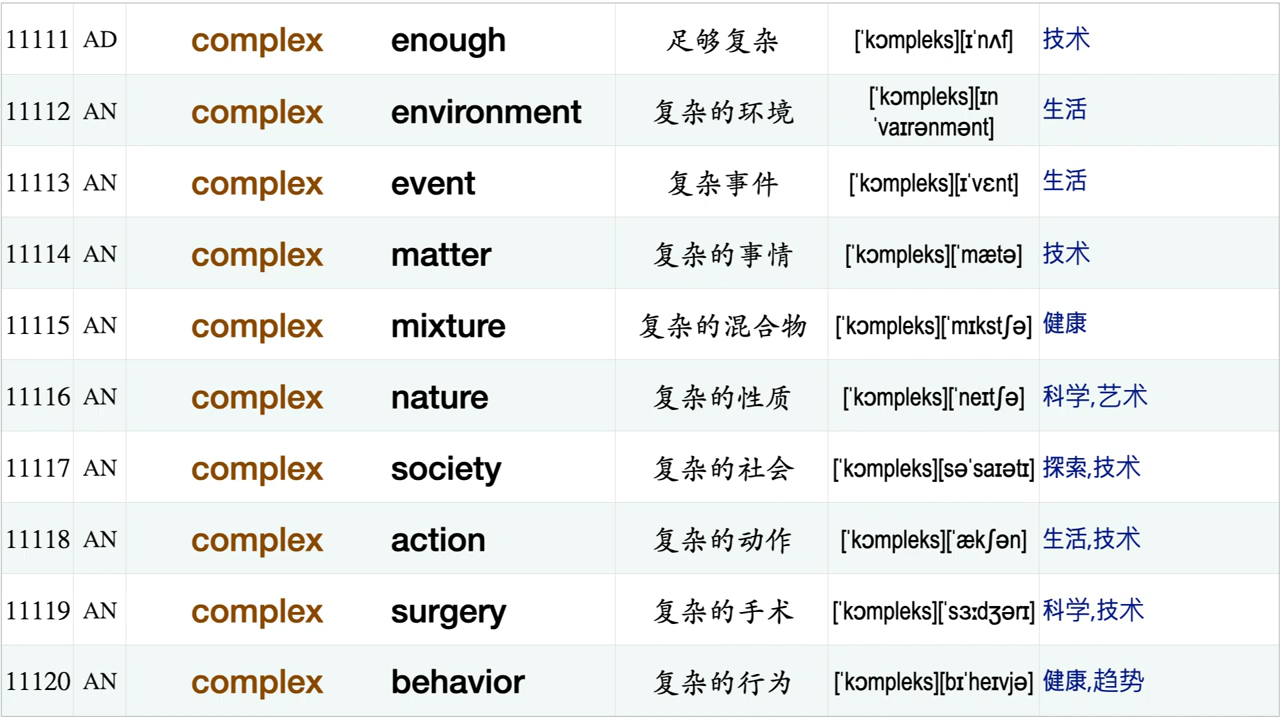 11111 AD complex enough 足够复杂 [ˈkɔmpleks][ɪˈnʌf] 技术
11112 AN complex environment 复杂的环境 [ˈkɔmpleks][ɪn ˈvaɪrənmənt] 生活
11113 AN complex event 复杂事件 [ˈkɔmpleks][ɪˈvɛnt] 生活
11114 AN complex matter 复杂的事情 [ˈkɔmpleks][ˈmætə] 技术
11115 AN complex mixture 复杂的混合物 [ˈkɔmpleks][ˈmɪkstʃə] 健康
11116 AN complex nature 复杂的性质 [ˈkɔmpleks][ˈneɪtʃə] 科学,艺术
11117 AN complex society 复杂的社会 [ˈkɔmpleks][səˈsaɪətɪ] 探索,技术
11118 AN complex action 复杂的动作 [ˈkɔmpleks][ˈækʃən] 生活,技术
11119 AN complex surgery 复杂的手术 [ˈkɔmpleks][ˈsɜːdʒərɪ] 科学,技术
11120 AN complex behavior 复杂的行为 [ˈkɔmpleks][bɪˈheɪvjə] 健康,趋势